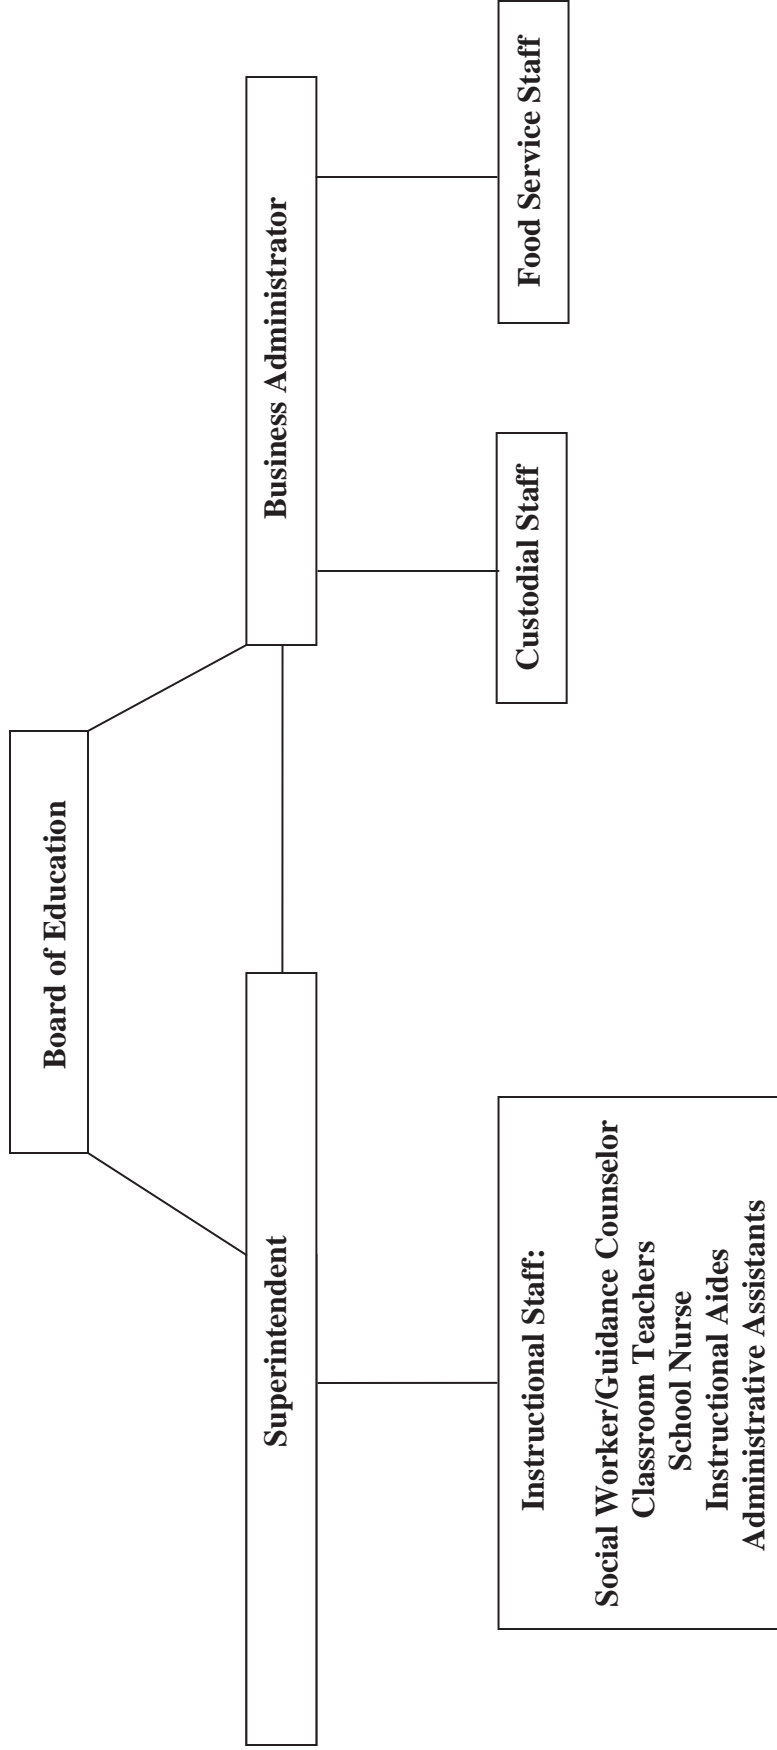 Board of Education
Superintendent
Business Administrator
Instructional Staff:
Social Worker/Guidance Counselor
Classroom Teachers
School Nurse
Instructional Aides
Administrative Assistants
Custodial Staff
Food Service Staff